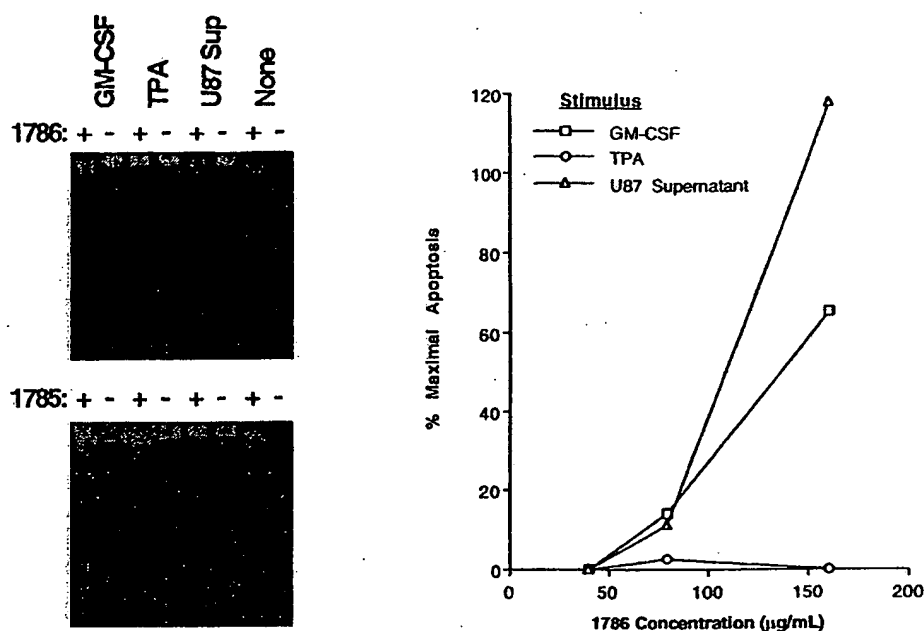 GM-CSF
TPA
U87 Sup
None
1786: + - + - + - + -
1785: + - + - + - + -
Stimulus
GM-CSF
TPA
U87 Supernatant
% Maximal Apoptosis
120
100
80
60
40
20
0
0 50 100 150 200
1786 Concentration (µg/mL)